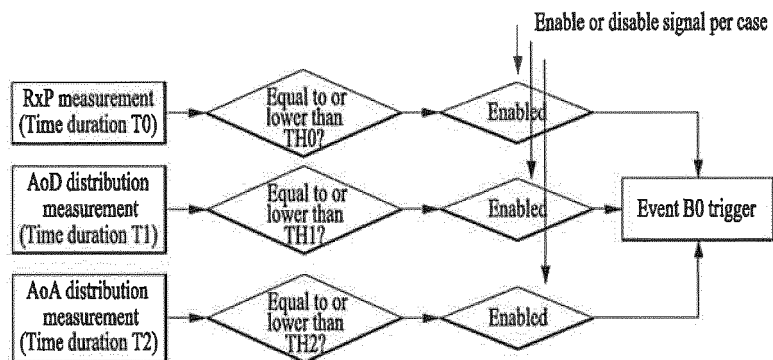 Enable or disable signal per case
RxP measurement
(Time duration T0)
Equal to or
lower than
TH0?
Enabled
AoD distribution
measurement
(Time duration T1)
Equal to or
lower than
TH1?
Enabled
Event B0 trigger
AoA distribution
measurement
(Time duration T2)
Equal to or
lower than
TH2?
Enabled